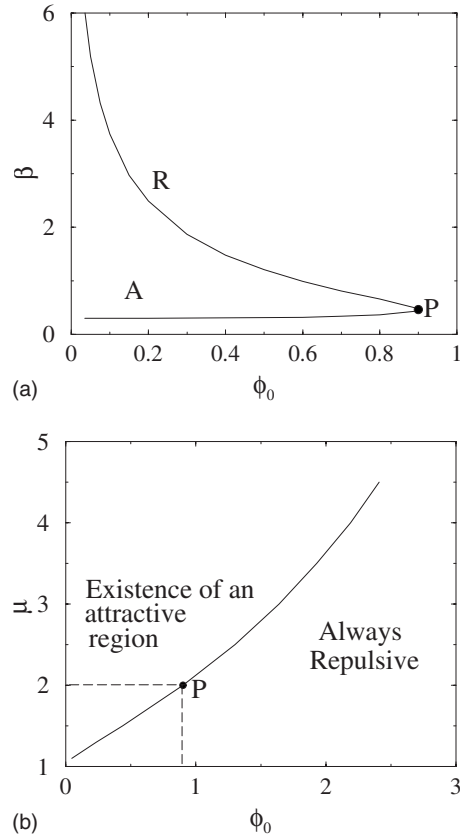 6
4
2
0
β
R
A
P
0 0.2 0.4 0.6 0.8 1
ϕ₀
(a)
5
4
3
2
1
μ
Existence of an
attractive
region
Always
Repulsive
P
0 1 2 3
ϕ₀
(b)